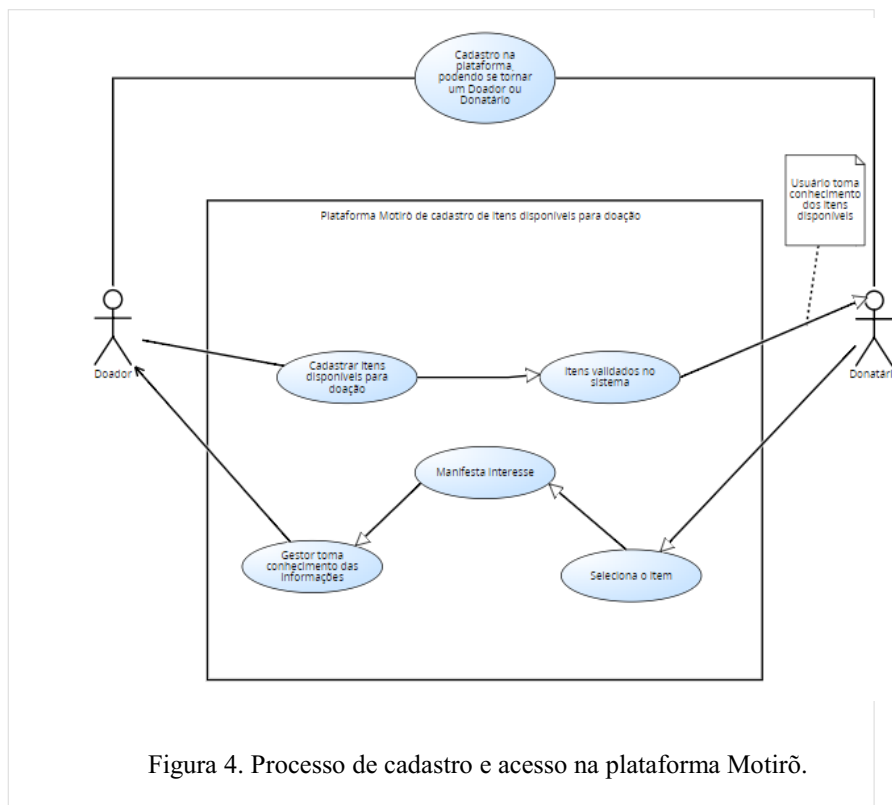 Cadastro na
plataforma,
podendo se tornar
um Doador ou
Donatário
Usuário toma
conhecimento
dos itens
disponíveis
Plataforma Motirõ de cadastro de itens disponíveis para doação
Doador
Cadastrar itens
disponíveis para
doação
Itens validados no
sistema
Donatári
Manifesta interesse
Gestor toma
conhecimento das
informações
Seleciona o item
Figura 4. Processo de cadastro e acesso na plataforma Motirõ.